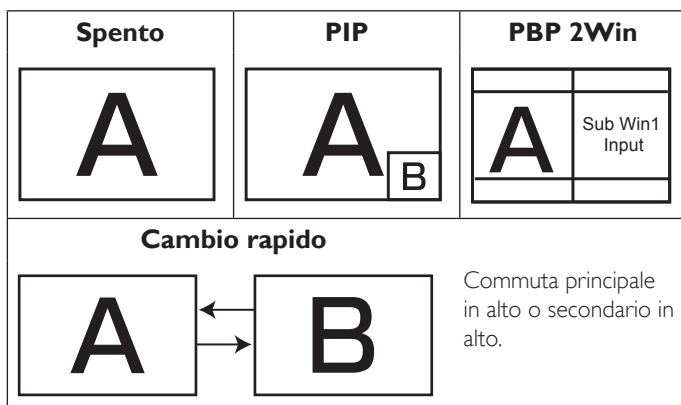 Spento
PIP
PBP 2Win
A
A
B
A
Sub Win1
Input
Cambio rapido
A
B
Commuta principale
in alto o secondario in
alto.